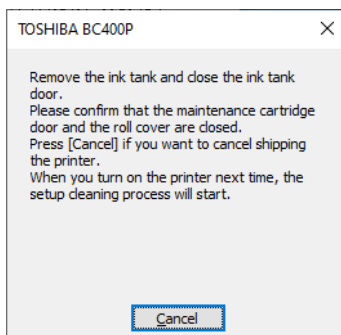 TOSHIBA BC400P
Remove the ink tank and close the ink tank
door.
Please confirm that the maintenance cartridge
door and the roll cover are closed.
Press [Cancel] if you want to cancel shipping
the printer.
When you turn on the printer next time, the
setup cleaning process will start.
Cancel